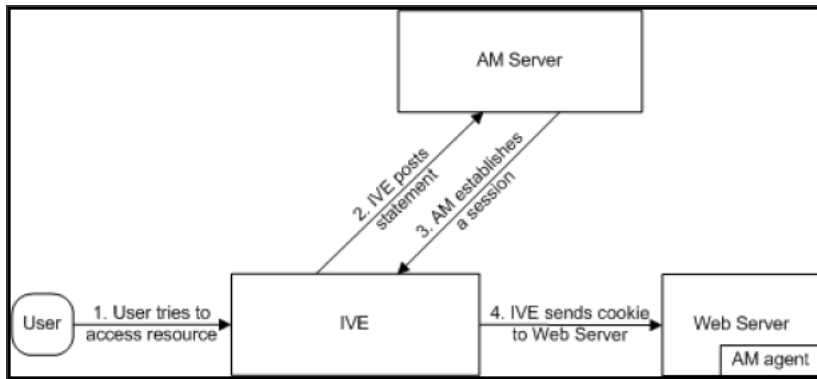 AM Server
2. IVE posts
statement
3. AM establishes
a session
User
1. User tries to
access resource
IVE
4. IVE sends cookie
to Web Server
Web Server
AM agent